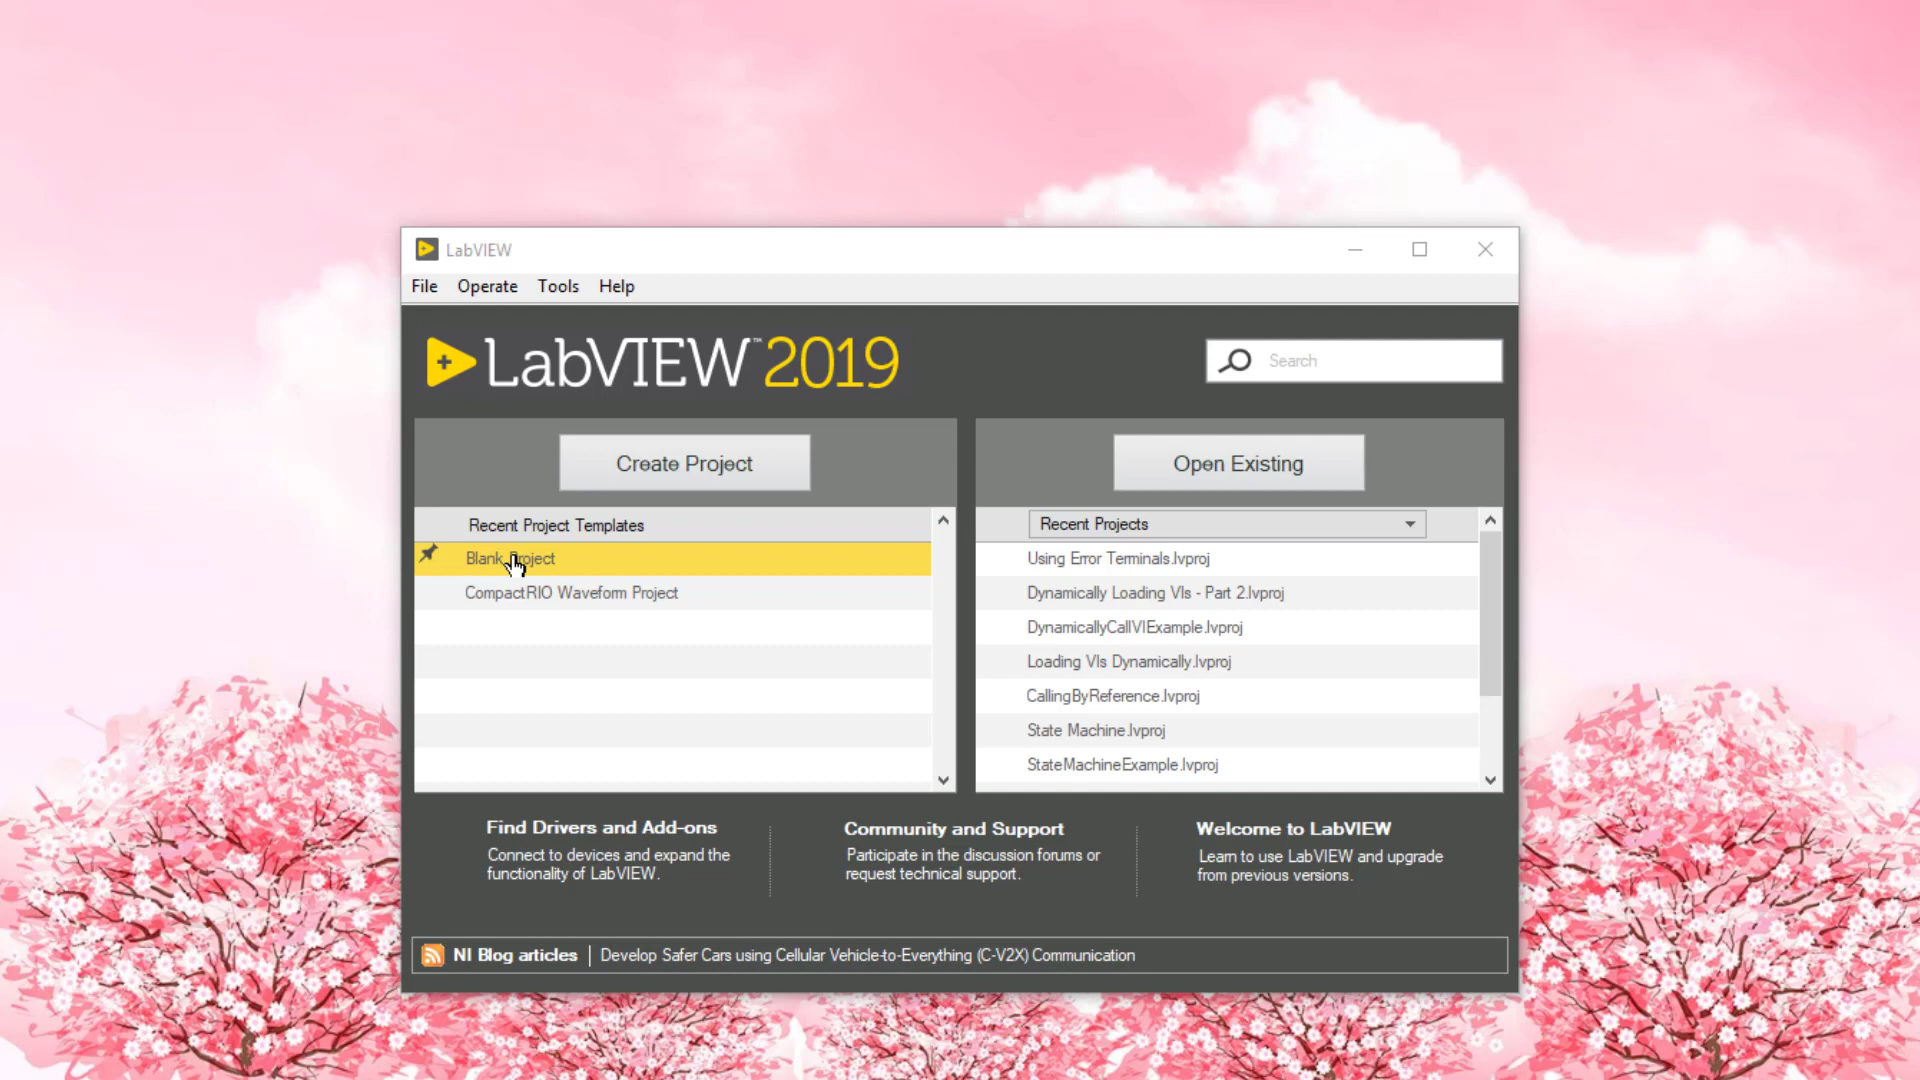 LabVIEW
File Operate Tools Help
LabVIEW™ 2019
Search
Create Project
Open Existing
Recent Project Templates
Blank Project
CompactRIO Waveform Project
Recent Projects
Using Error Terminals.lvproj
Dynamically Loading VIs - Part 2.lvproj
DynamicallyCallVIExample.lvproj
Loading VIs Dynamically.lvproj
CallingByReference.lvproj
State Machine.lvproj
StateMachineExample.lvproj
Find Drivers and Add-ons
Connect to devices and expand the
functionality of LabVIEW.
Community and Support
Participate in the discussion forums or
request technical support.
Welcome to LabVIEW
Learn to use LabVIEW and upgrade
from previous versions.
NI Blog articles | Develop Safer Cars using Cellular Vehicle-to-Everything (C-V2X) Communication